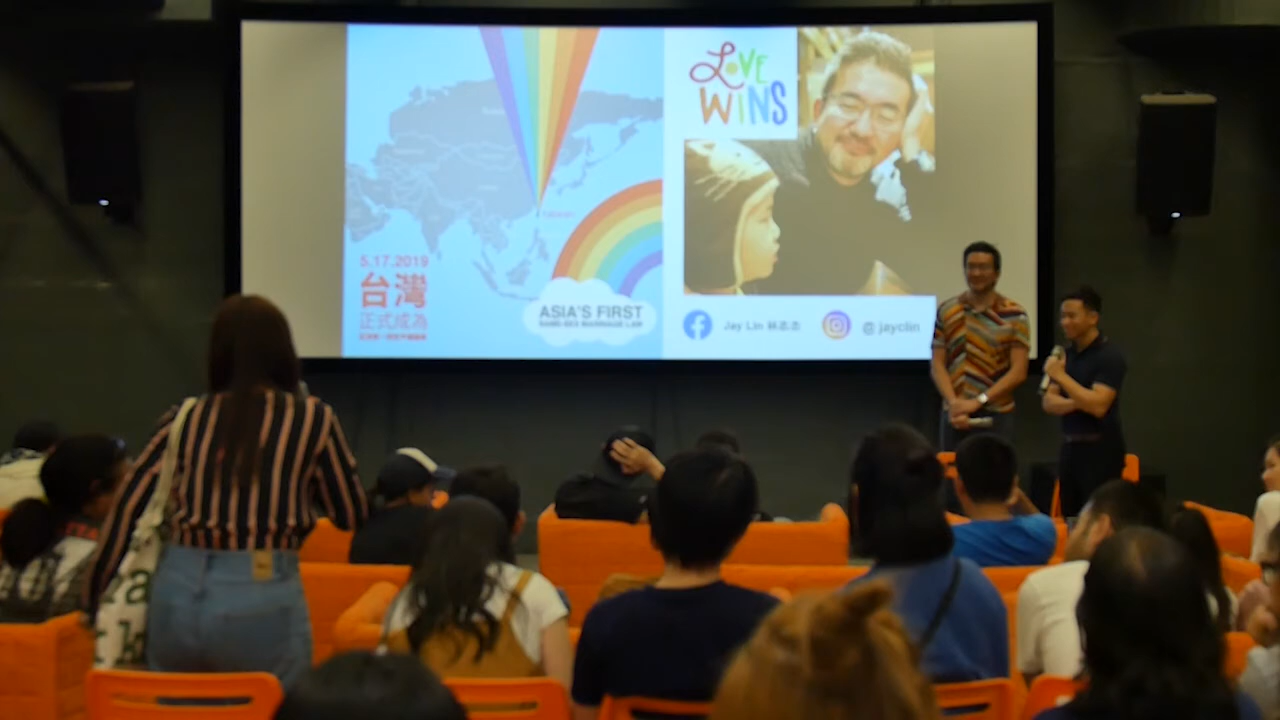 LOVE
WINS
5.17.2019
台灣
正式成為
ASIA'S FIRST
SAME-SEX MARRIAGE LAW
Jay Lin 林志杰
@ jayclin